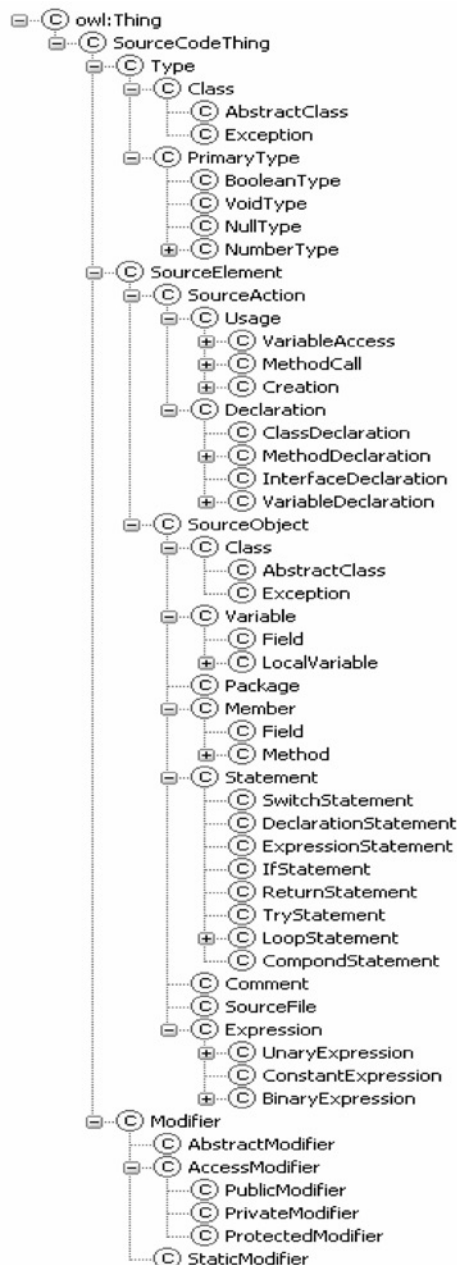 owl:Thing
SourceCodeThing
Type
Class
AbstractClass
Exception
PrimaryType
BooleanType
VoidType
NullType
NumberType
SourceElement
SourceAction
Usage
VariableAccess
MethodCall
Creation
Declaration
ClassDeclaration
MethodDeclaration
InterfaceDeclaration
VariableDeclaration
SourceObject
Class
AbstractClass
Exception
Variable
Field
LocalVariable
Package
Member
Field
Method
Statement
SwitchStatement
DeclarationStatement
ExpressionStatement
IfStatement
ReturnStatement
TryStatement
LoopStatement
CompondStatement
Comment
SourceFile
Expression
UnaryExpression
ConstantExpression
BinaryExpression
Modifier
AbstractModifier
AccessModifier
PublicModifier
PrivateModifier
ProtectedModifier
StaticModifier